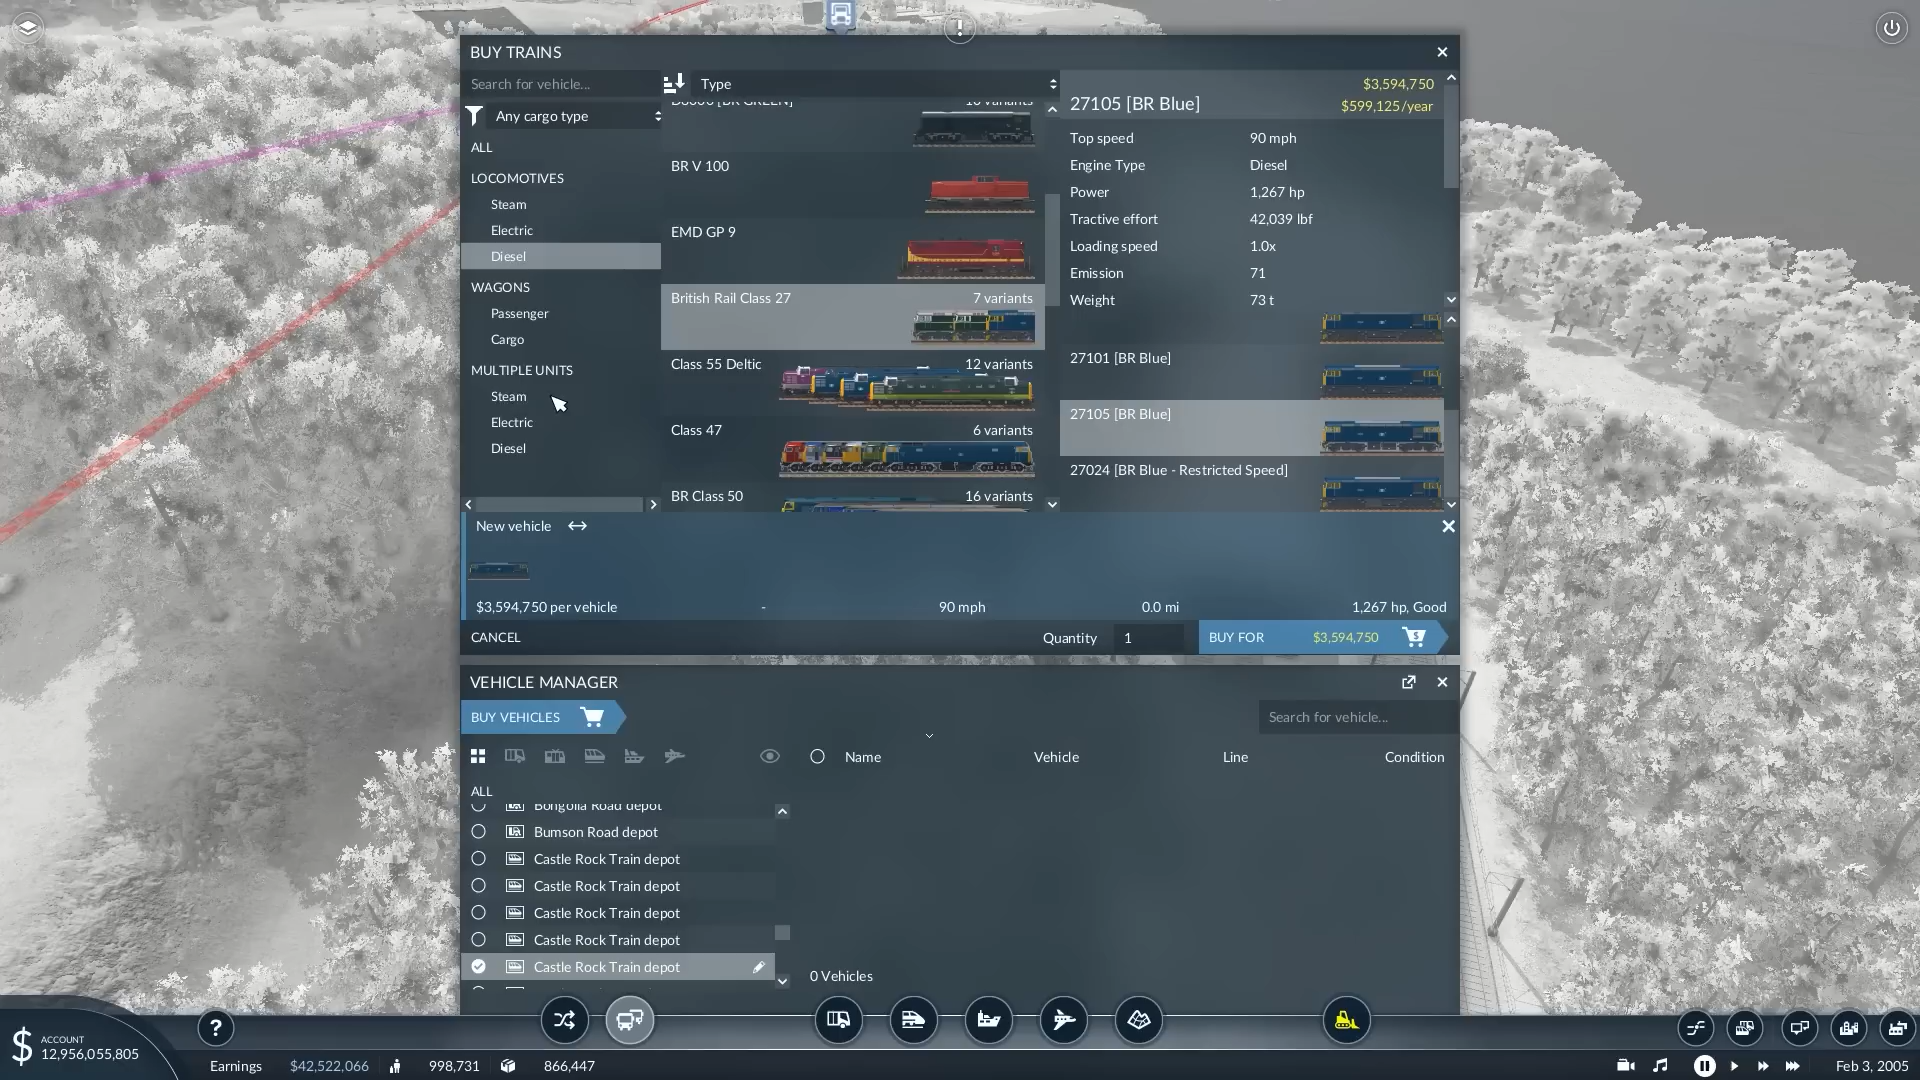 BUY TRAINS
Search for vehicle...
Type
Any cargo type
ALL
LOCOMOTIVES
Steam
Electric
Diesel
WAGONS
Passenger
Cargo
MULTIPLE UNITS
Steam
Electric
Diesel
16 variants
BR V 100
EMD GP 9
British Rail Class 27 7 variants
Class 55 Deltic 12 variants
Class 47 6 variants
BR Class 50 16 variants
$3,594,750
27105 [BR Blue]
$599,125/year
Top speed 90 mph
Engine Type Diesel
Power 1,267 hp
Tractive effort 42,039 lbf
Loading speed 1.0x
Emission 71
Weight 73 t
27101 [BR Blue]
27105 [BR Blue]
27024 [BR Blue - Restricted Speed]
New vehicle
$3,594,750 per vehicle - 90 mph 0.0 mi 1,267 hp, Good
CANCEL Quantity 1 BUY FOR $3,594,750
VEHICLE MANAGER
BUY VEHICLES
Search for vehicle...
Name Vehicle Line Condition
ALL
Bongolla Road depot
Bumson Road depot
Castle Rock Train depot
Castle Rock Train depot
Castle Rock Train depot
Castle Rock Train depot
Castle Rock Train depot
0 Vehicles
$ ACCOUNT
12,956,055,805
?
Earnings $42,522,066 998,731 866,447
Feb 3, 2005